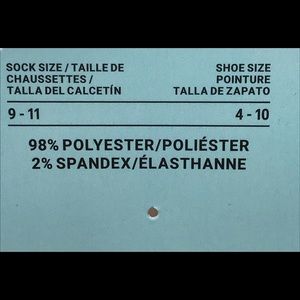 SOCK SIZE / TAILLE DE
CHAUSSETTES /
TALLA DEL CALCETÍN
SHOE SIZE
POINTURE
TALLA DE ZAPATO
9 - 11
4 - 10
98% POLYESTER/POLIÉSTER
2% SPANDEX/ÉLASTHANNE